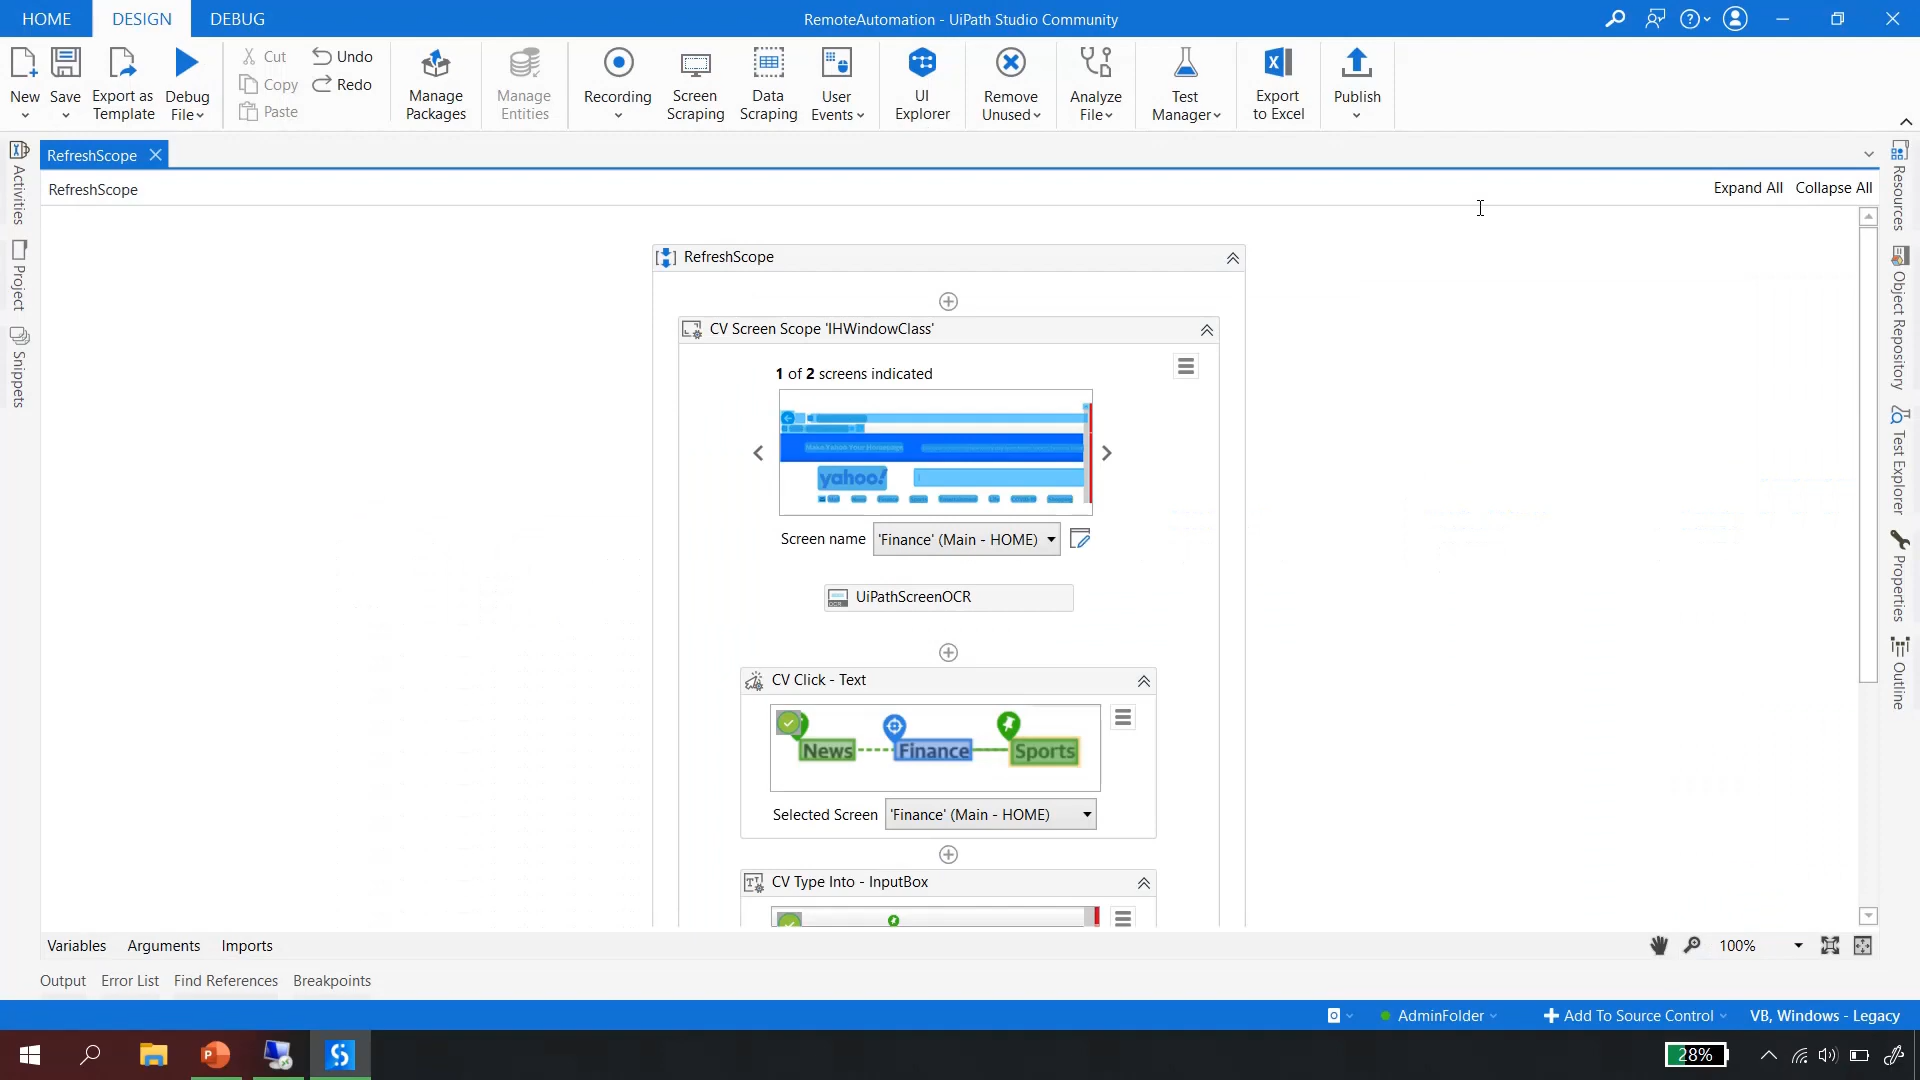 HOME DESIGN DEBUG RemoteAutomation - UiPath Studio Community
New Save Export as Template Debug File Cut Copy Paste Undo Redo Manage Packages Manage Entities Recording Screen Scraping Data Scraping User Events UI Explorer Remove Unused Analyze File Test Manager Export to Excel Publish
RefreshScope
RefreshScope Expand All Collapse All
Activities
Project
Snippets
Resources
Object Repository
Test Explorer
Properties
Outline
RefreshScope
CV Screen Scope 'IHWindowClass'
1 of 2 screens indicated
Make Yahoo Your Homepage
yahoo!
Screen name 'Finance' (Main - HOME)
UiPathScreenOCR
CV Click - Text
News Finance Sports
Selected Screen 'Finance' (Main - HOME)
CV Type Into - InputBox
Variables Arguments Imports 100%
Output Error List Find References Breakpoints
AdminFolder Add To Source Control VB, Windows - Legacy
28%